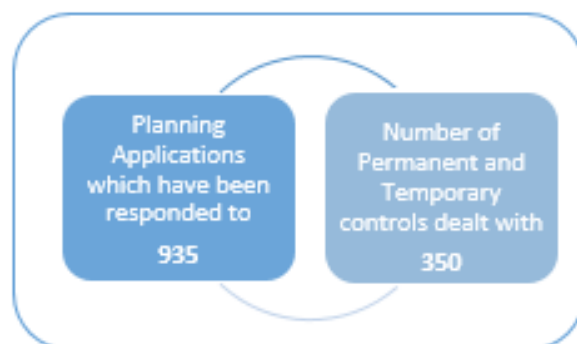 Planning
Applications
which have been
responded to
935
Number of
Permanent and
Temporary
controls dealt with
350